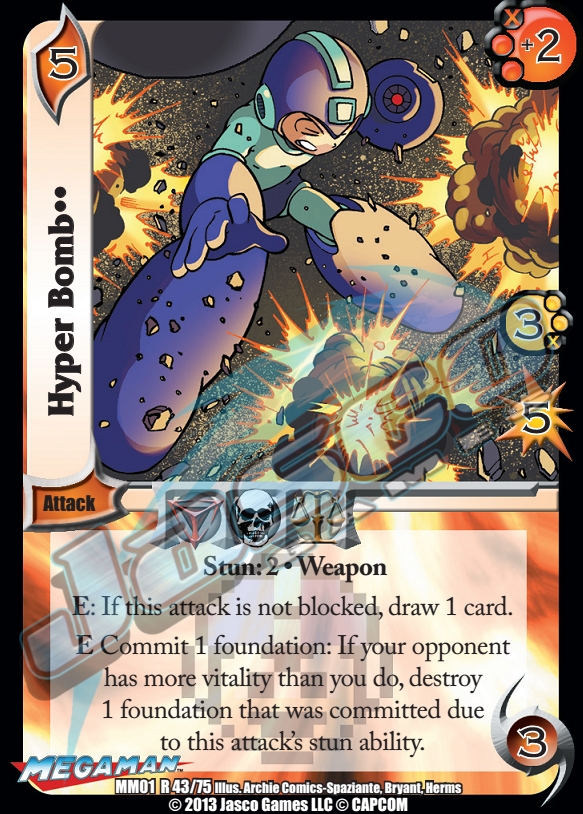 5
X
+2
Hyper Bomb••
3
X
5
Attack
Stun: 2 • Weapon
E: If this attack is not blocked, draw 1 card.
E Commit 1 foundation: If your opponent
has more vitality than you do, destroy
1 foundation that was committed due
to this attack's stun ability.
3
MEGAMAN™
MM01 R 43/75 Illus. Archie Comics-Spaziante, Bryant, Herms
© 2013 Jasco Games LLC © CAPCOM